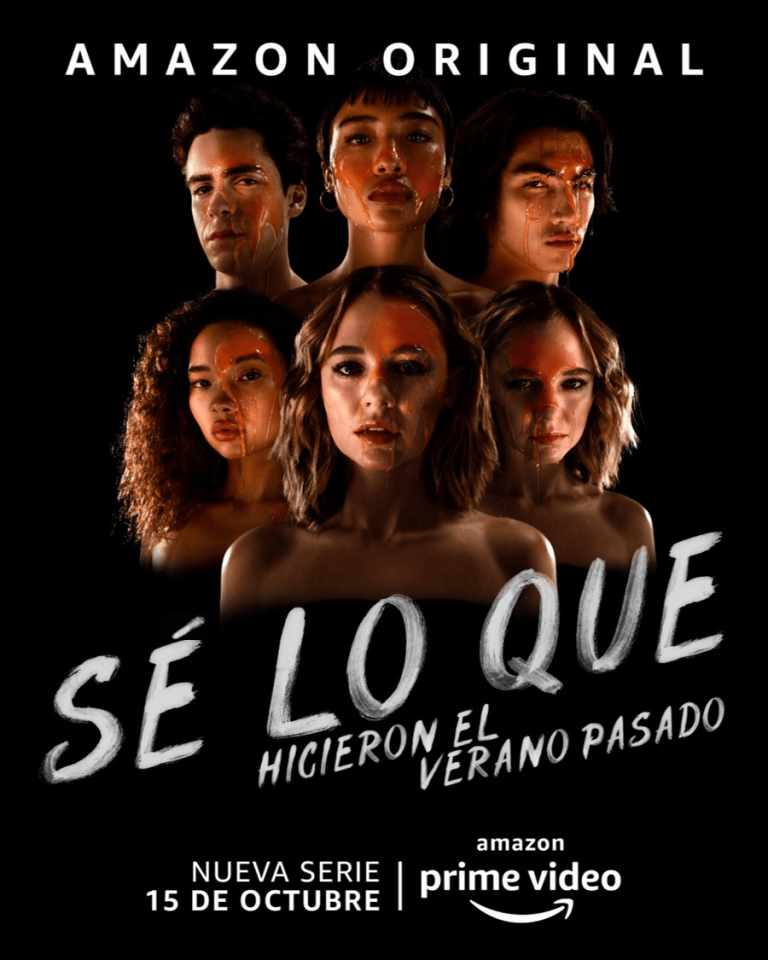 AMAZON ORIGINAL
SÉ LO QUE
HICIERON EL
VERANO PASADO
NUEVA SERIE
15 DE OCTUBRE
amazon
prime video